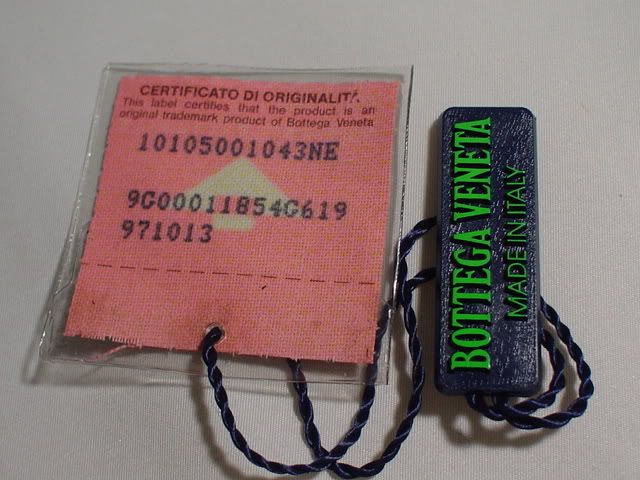 CERTIFICATO DI ORIGINALITA
This label certifies that the product is an
original trademark product of Bottega Veneta
10105001043NE
9G00011854G619
971013
BOTTEGA VENETA
MADE IN ITALY